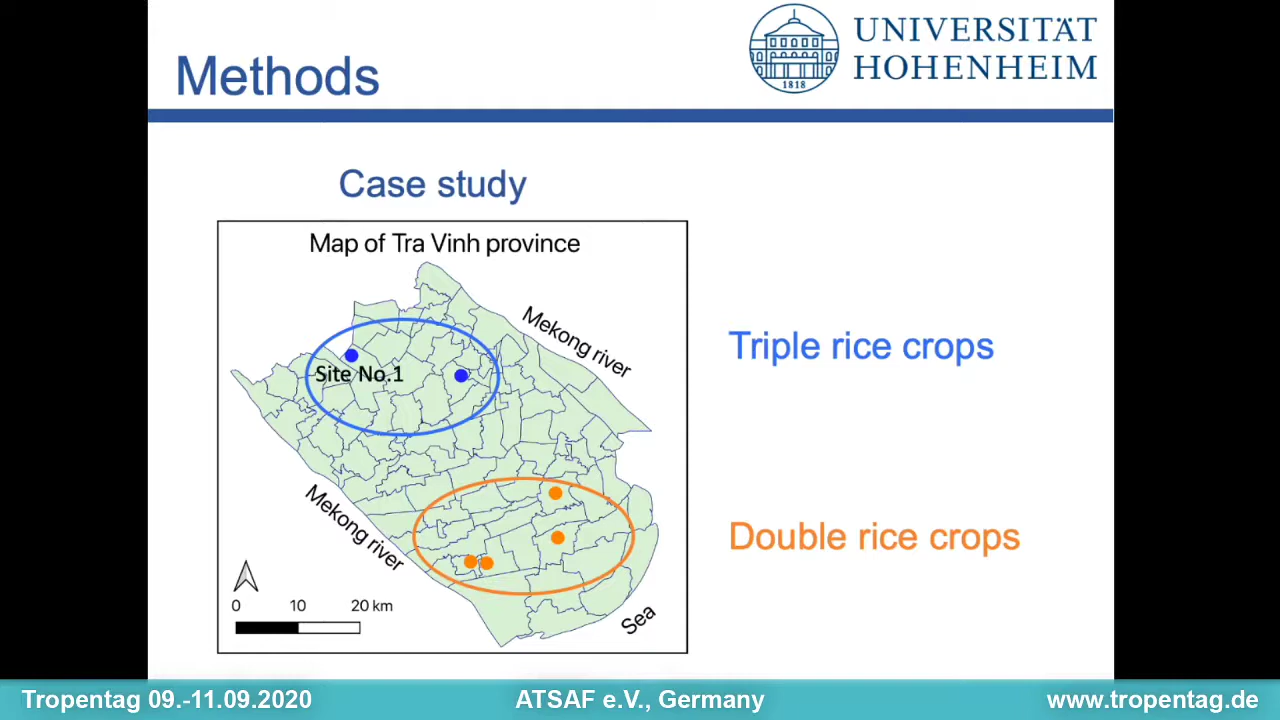 Methods
UNIVERSITÄT
HOHENHEIM
1818
Case study
Map of Tra Vinh province
Mekong river
Site No.1
Triple rice crops
Mekong river
Double rice crops
0 10 20 km
Sea
Tropentag 09.-11.09.2020 ATSAF e.V., Germany www.tropentag.de